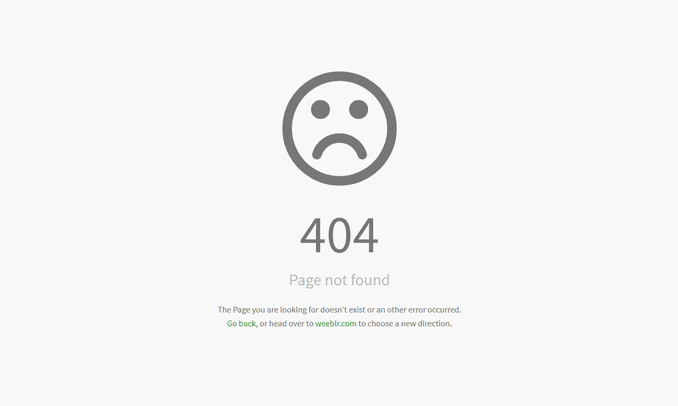 404
Page not found
The Page you are looking for doesn't exist or an other error occurred.
Go back, or head over to weeblr.com to choose a new direction.